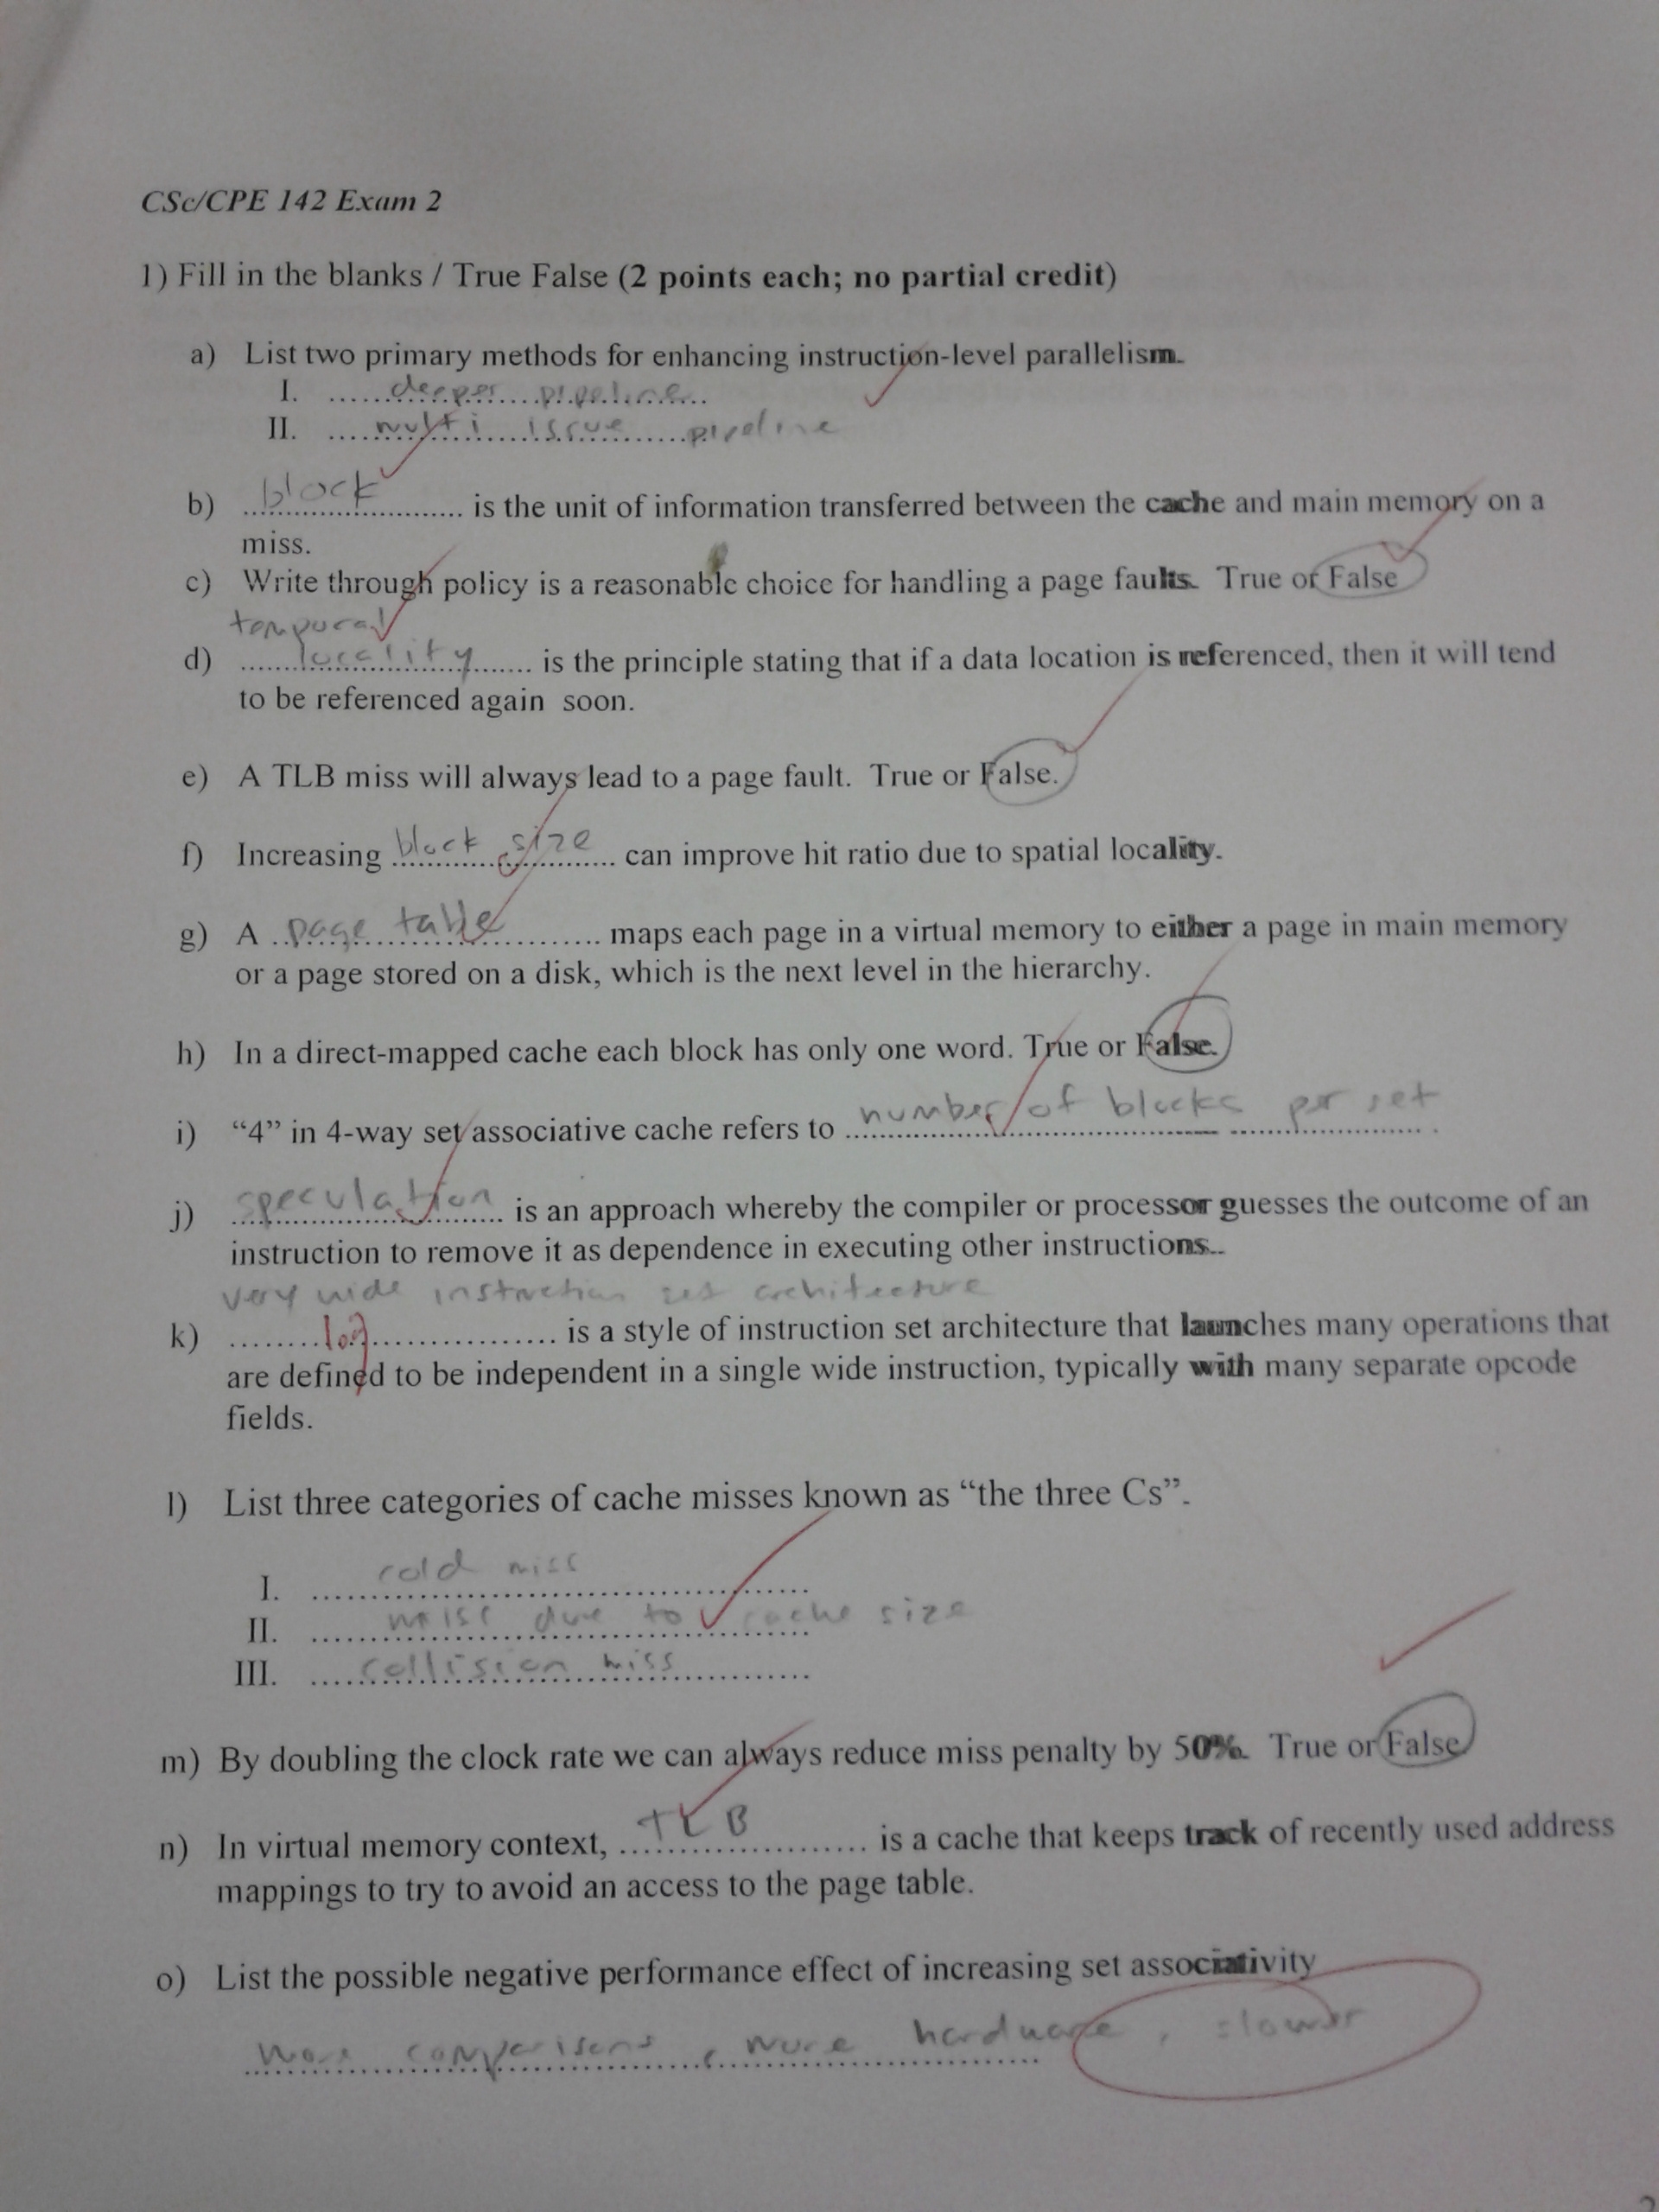 CSc/CPE 142 Exam 2
1) Fill in the blanks / True False (2 points each; no partial credit)
a) List two primary methods for enhancing instruction-level parallelism.
I. deeper pipeline
II. multi issue pipeline
b) block is the unit of information transferred between the cache and main memory on a
miss.
c) Write through policy is a reasonable choice for handling a page faults. True or False
temporal
d) locality is the principle stating that if a data location is referenced, then it will tend
to be referenced again soon.
e) A TLB miss will always lead to a page fault. True or False.
f) Increasing block size can improve hit ratio due to spatial locality.
g) A page table maps each page in a virtual memory to either a page in main memory
or a page stored on a disk, which is the next level in the hierarchy.
h) In a direct-mapped cache each block has only one word. True or False.
i) “4” in 4-way set associative cache refers to number of blocks per set.
j) speculation is an approach whereby the compiler or processor guesses the outcome of an
instruction to remove it as dependence in executing other instructions..
very wide instruction set architecture
k) long is a style of instruction set architecture that launches many operations that
are defined to be independent in a single wide instruction, typically with many separate opcode
fields.
l) List three categories of cache misses known as “the three Cs”.
I. cold miss
II. miss due to cache size
III. collision miss
m) By doubling the clock rate we can always reduce miss penalty by 50%. True or False
n) In virtual memory context, TLB is a cache that keeps track of recently used address
mappings to try to avoid an access to the page table.
o) List the possible negative performance effect of increasing set associativity
more comparisons, more hardware, slower